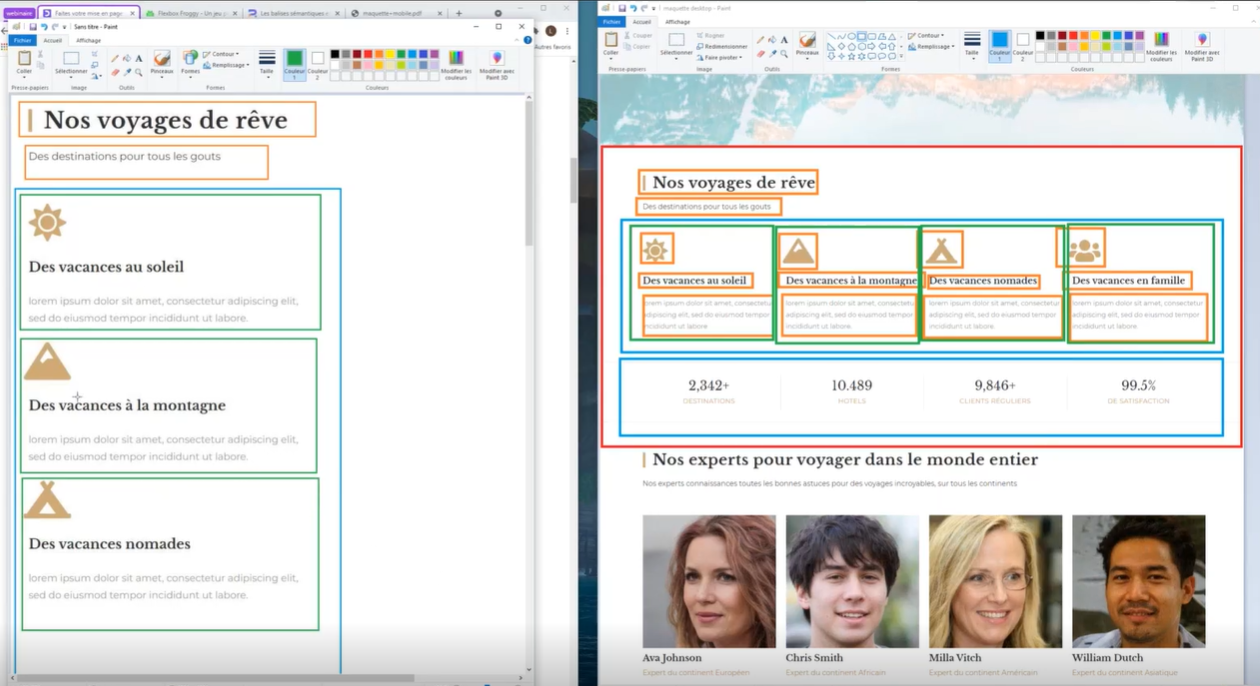 webinaire
Faites votre mise en page
Flexbox Froggy - Un jeu
Les balises sémantiques
maquette+mobile.pdf
Autres favoris
Sans titre - Paint
Fichier
Accueil
Affichage
Coller
Sélectionner
Pinceaux
Formes
Contour
Remplissage
Taille
Couleur
1
Couleur
2
Modifier les
couleurs
Modifier avec
Paint 3D
Presse-papiers
Image
Outils
Formes
Couleurs
Nos voyages de rêve
Des destinations pour tous les gouts
Des vacances au soleil
lorem ipsum dolor sit amet, consectetur adipiscing elit,
sed do eiusmod tempor incididunt ut labore.
Des vacances à la montagne
lorem ipsum dolor sit amet, consectetur adipiscing elit,
sed do eiusmod tempor incididunt ut labore.
Des vacances nomades
lorem ipsum dolor sit amet, consectetur adipiscing elit,
sed do eiusmod tempor incididunt ut labore.
maquette desktop - Paint
Fichier
Accueil
Affichage
Coller
Couper
Copier
Sélectionner
Rogner
Redimensionner
Faire pivoter
Pinceaux
Contour
Remplissage
Taille
Couleur
1
Couleur
2
Modifier les
couleurs
Modifier avec
Paint 3D
Presse-papiers
Image
Outils
Formes
Couleurs
Nos voyages de rêve
Des destinations pour tous les gouts
Des vacances au soleil
lorem ipsum dolor sit amet, consectetur
adipiscing elit, sed do eiusmod tempor
incididunt ut labore
Des vacances à la montagne
lorem ipsum dolor sit amet, consectetur
adipiscing elit, sed do eiusmod tempor
incididunt ut labore.
Des vacances nomades
lorem ipsum dolor sit amet, consectetur
adipiscing elit, sed do eiusmod tempor
incididunt ut labore.
Des vacances en famille
lorem ipsum dolor sit amet, consectetur
adipiscing elit, sed do eiusmod tempor
incididunt ut labore.
2,342+
DESTINATIONS
10.489
HOTELS
9,846+
CLIENTS RÉGULIERS
99.5%
DE SATISFACTION
Nos experts pour voyager dans le monde entier
Nos experts connaissances toutes les bonnes astuces pour des voyages incroyables, sur tous les continents
Ava Johnson
Expert du continent Européen
Chris Smith
Expert du continent Africain
Milla Vitch
Expert du continent Américain
William Dutch
Expert du continent Asiatique